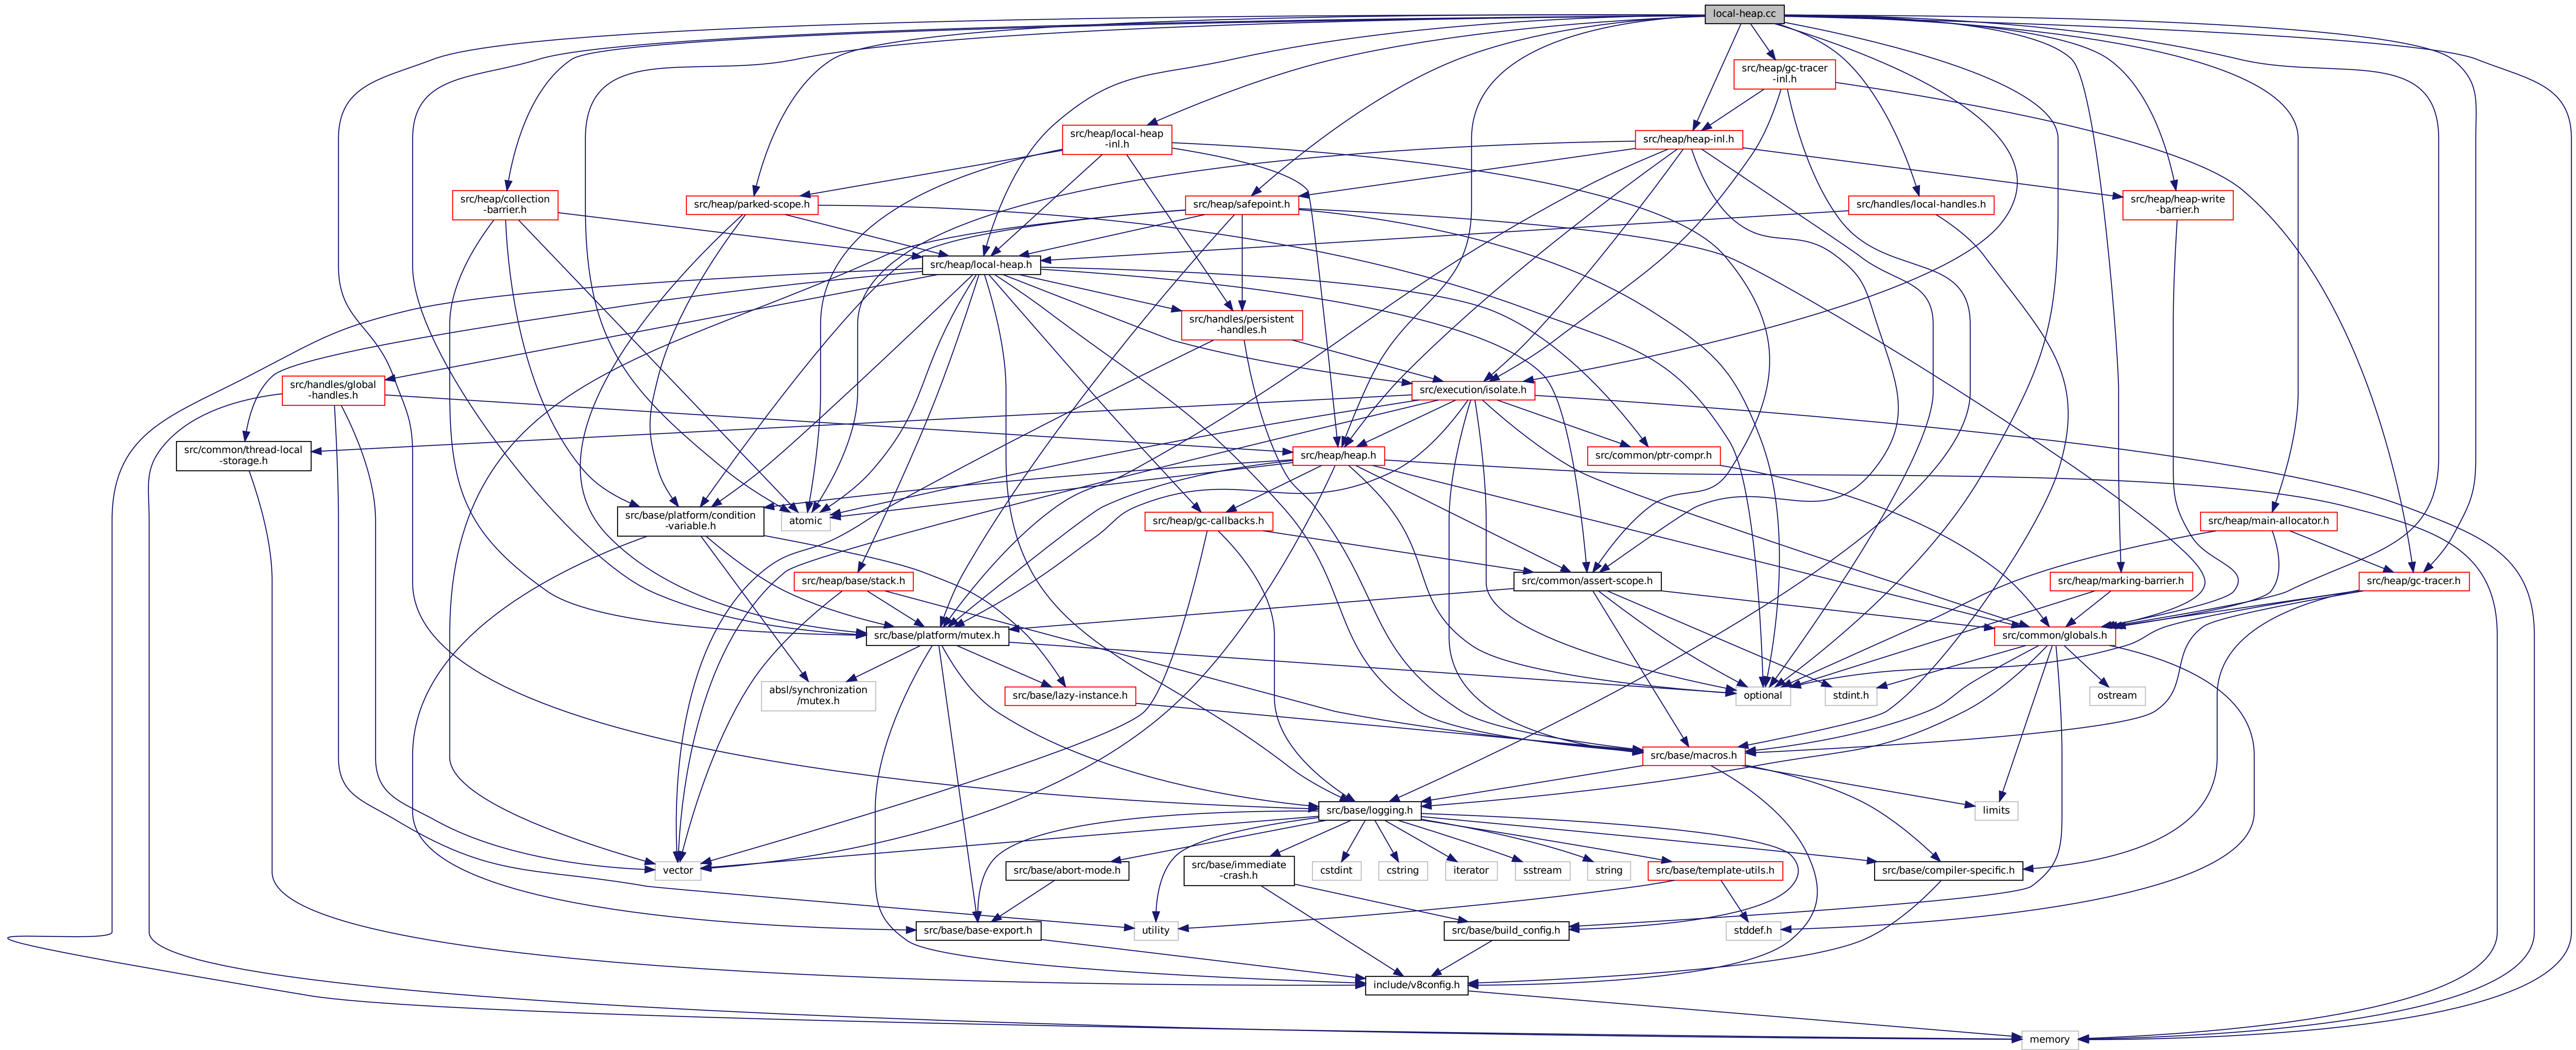 local-heap.cc
src/heap/gc-tracer
-inl.h
src/heap/local-heap
-inl.h
src/heap/heap-inl.h
src/heap/collection
-barrier.h
src/heap/parked-scope.h
src/heap/safepoint.h
src/handles/local-handles.h
src/heap/heap-write
-barrier.h
src/heap/local-heap.h
src/handles/persistent
-handles.h
src/handles/global
-handles.h
src/execution/isolate.h
src/common/thread-local
-storage.h
src/heap/heap.h
src/common/ptr-compr.h
src/base/platform/condition
-variable.h
atomic
src/heap/gc-callbacks.h
src/heap/main-allocator.h
src/heap/base/stack.h
src/common/assert-scope.h
src/heap/marking-barrier.h
src/heap/gc-tracer.h
src/base/platform/mutex.h
src/common/globals.h
absl/synchronization
/mutex.h
src/base/lazy-instance.h
optional
stdint.h
ostream
src/base/macros.h
src/base/logging.h
limits
vector
src/base/abort-mode.h
src/base/immediate
-crash.h
cstdint
cstring
iterator
sstream
string
src/base/template-utils.h
src/base/compiler-specific.h
src/base/base-export.h
utility
src/base/build_config.h
stddef.h
include/v8config.h
memory